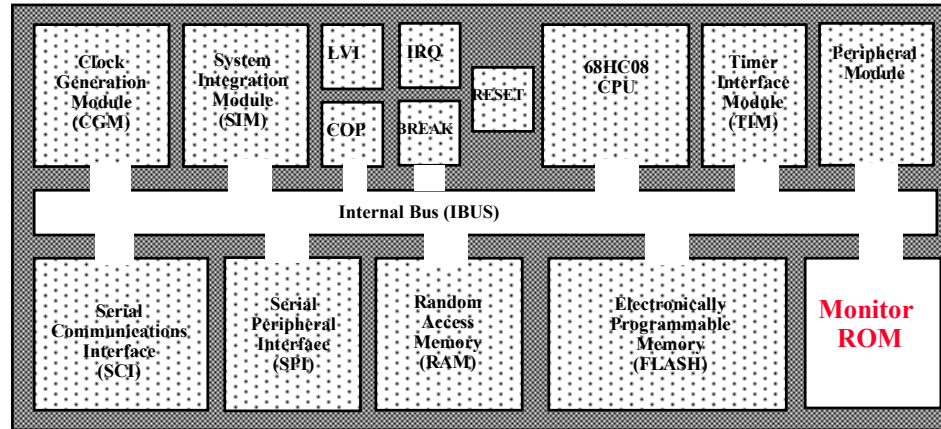 Clock
Generation
Module
(CGM)
System
Integration
Module
(SIM)
LVI
IRQ
COP
BREAK
RESET
68HC08
CPU
Timer
Interface
Module
(TIM)
Peripheral
Module
Internal Bus (IBUS)
Serial
Communications
Interface
(SCI)
Serial
Peripheral
Interface
(SPI)
Random
Access
Memory
(RAM)
Electronically
Programmable
Memory
(FLASH)
Monitor
ROM